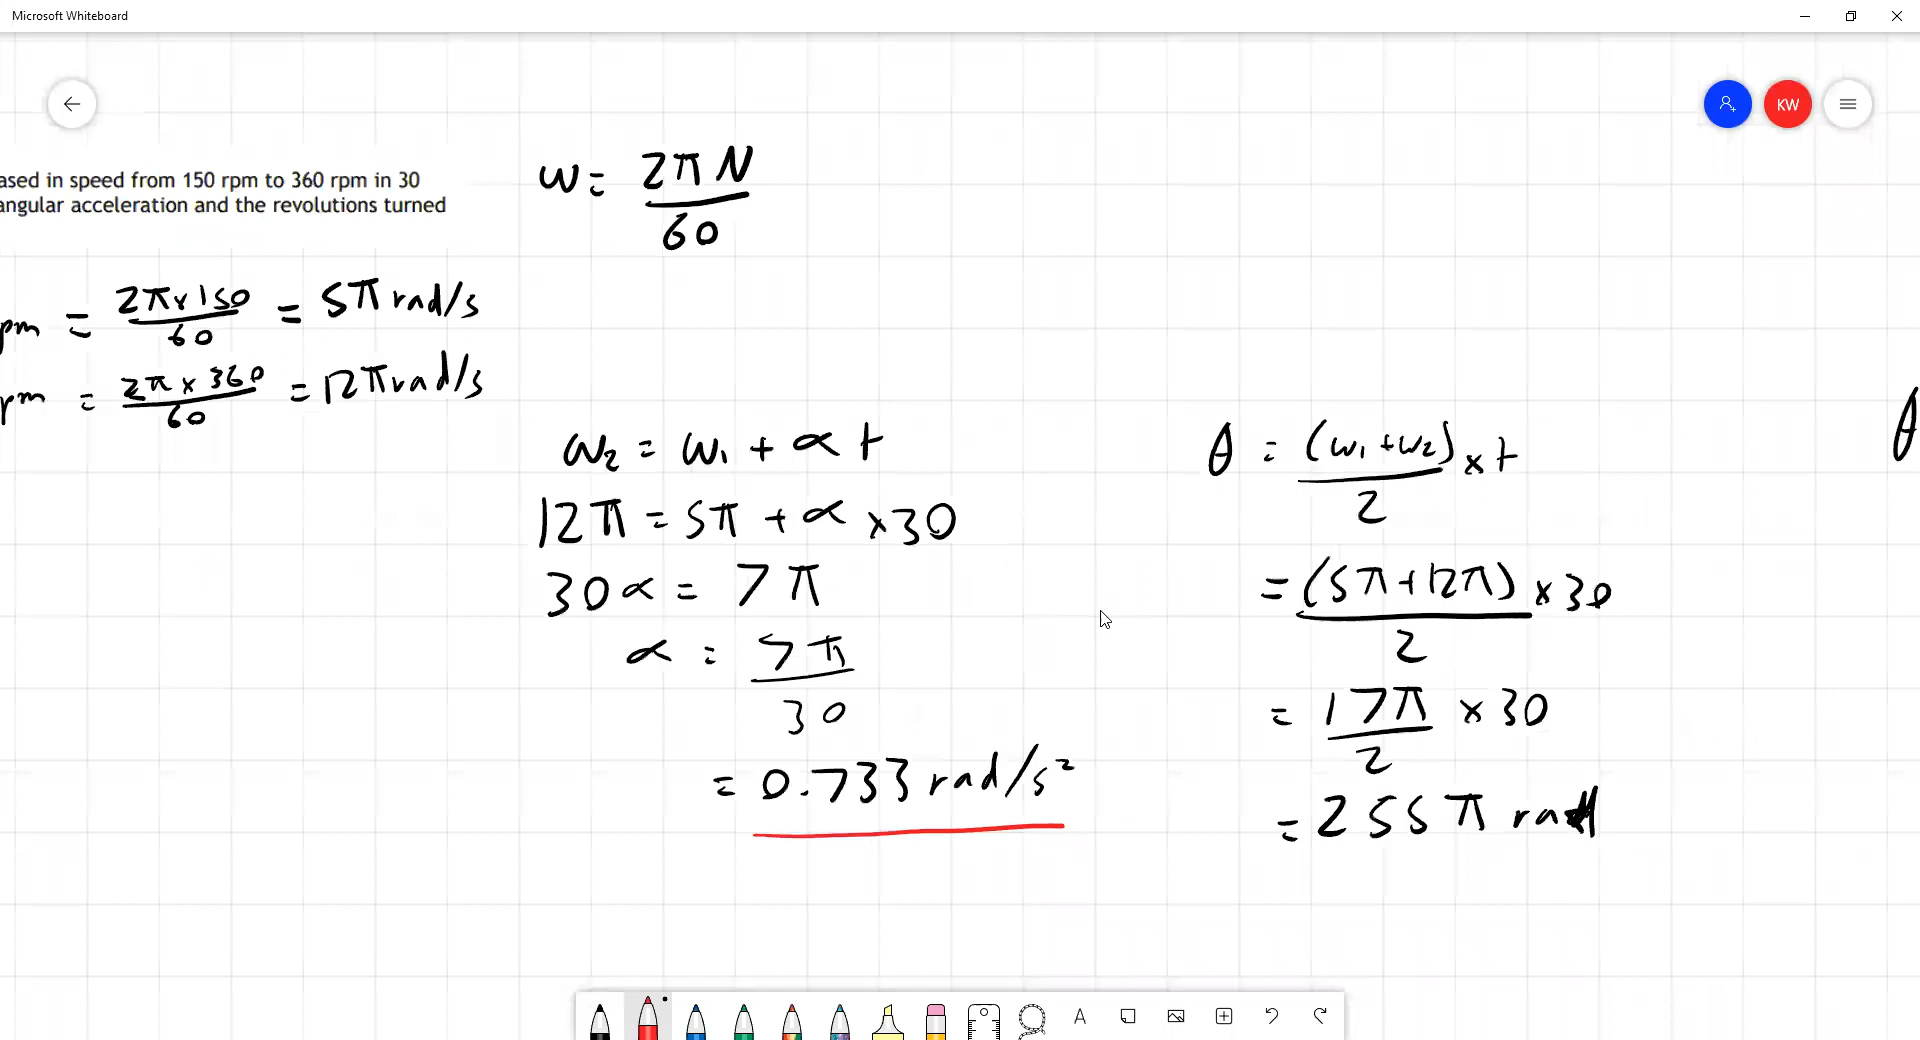 Microsoft Whiteboard
KW
ased in speed from 150 rpm to 360 rpm in 30
angular acceleration and the revolutions turned
ω = 2πN / 60
pm = 2π×150 / 60 = 5π rad/s
pm = 2π × 360 / 60 = 12π rad/s
ω₂ = ω₁ + αt
12π = 5π + α ×30
30α = 7π
α = 7π / 30
= 0.733 rad/s²
θ = (ω₁ + ω₂) / 2 × t
= (5π + 12π) / 2 × 30
= 17π / 2 × 30
= 255π rad
θ
A